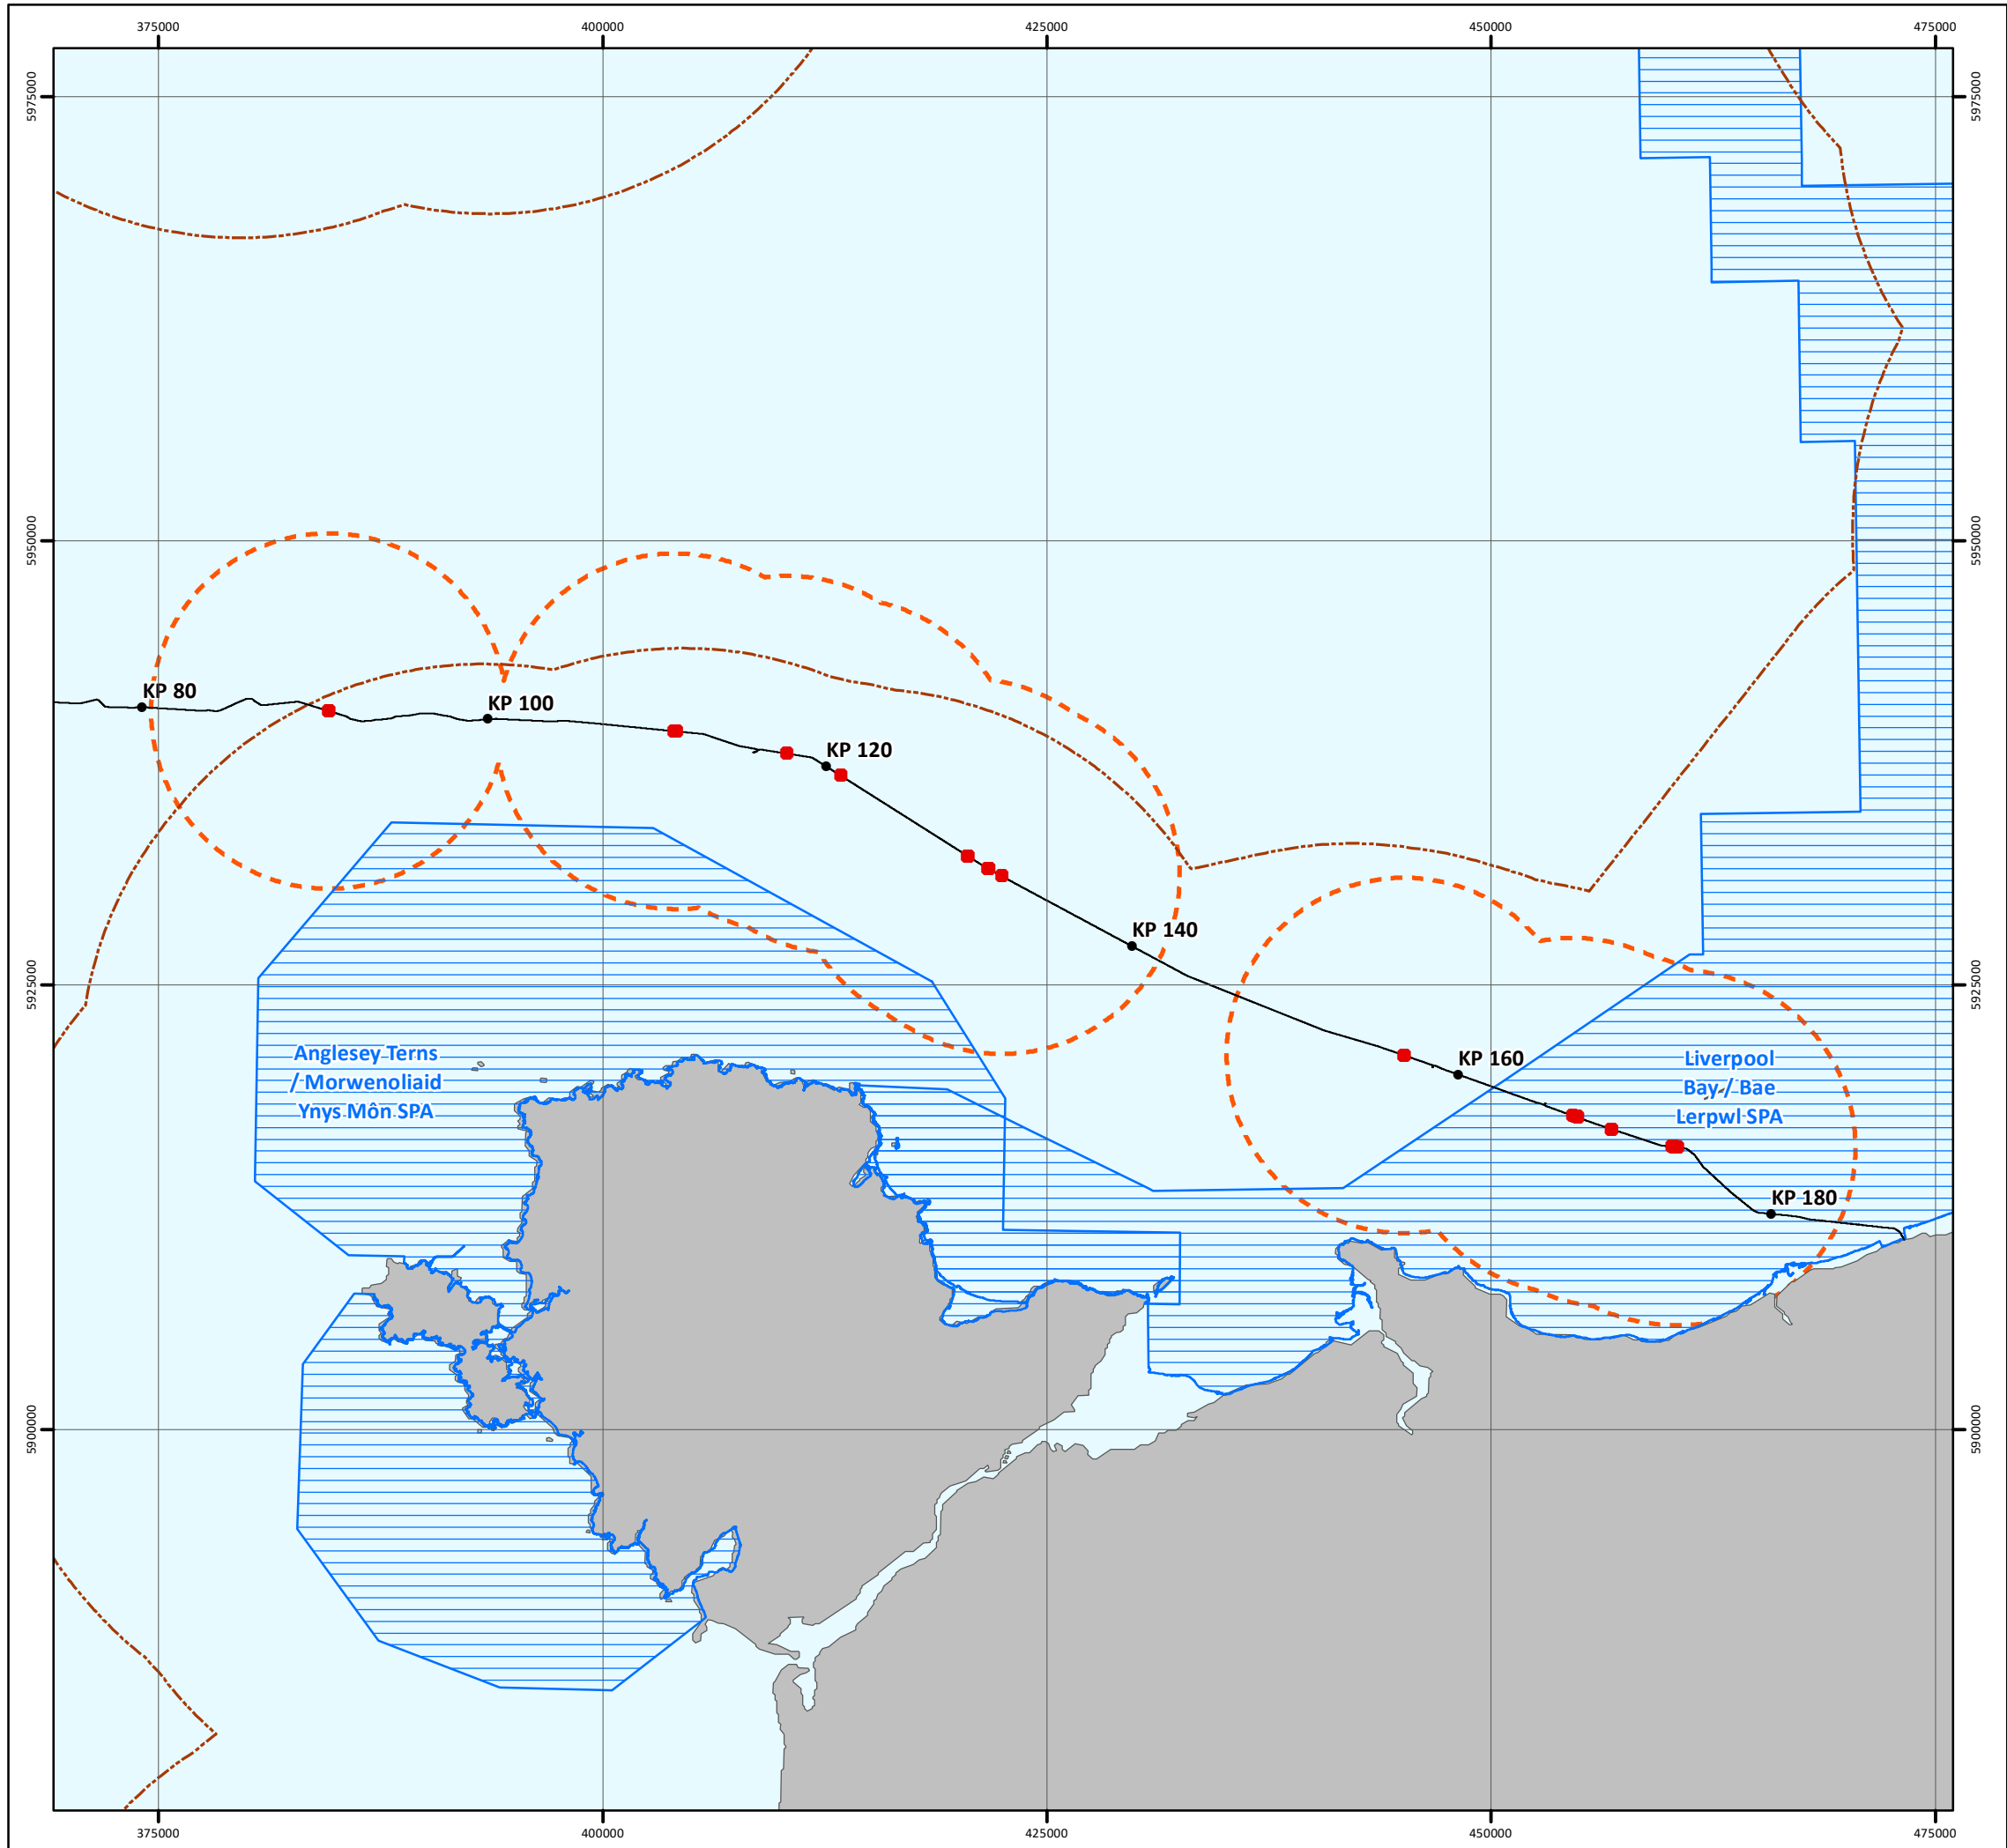 375000
400000
425000
450000
475000
5975000
5975000
5950000
5950000
KP 80
KP 100
KP 120
KP 140
5925000
5925000
KP 160
Anglesey Terns
/ Morwenoliaid
Ynys Môn SPA
Liverpool
Bay / Bae
Lerpwl SPA
KP 180
5900000
5900000
375000
400000
425000
450000
475000